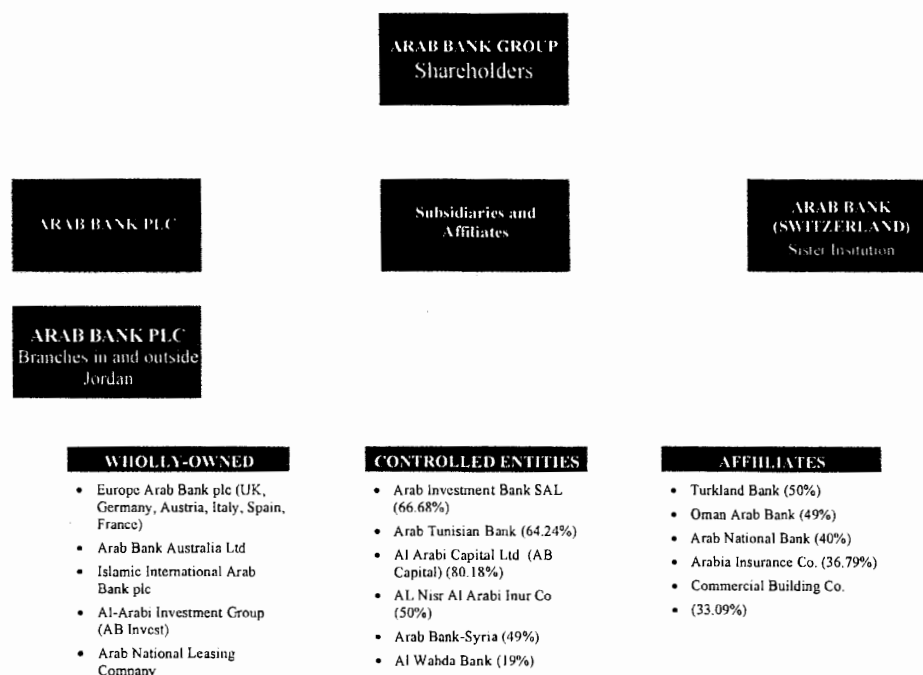 ARAB BANK GROUP
Shareholders
ARAB BANK PLC
Subsidiaries and
Affiliates
ARAB BANK
(SWITZERLAND)
Sister Insitution
ARAB BANK PLC
Branches in and outside
Jordan
WHOLLY-OWNED
• Europe Arab Bank plc (UK,
Germany, Austria, Italy, Spain,
France)
• Arab Bank Australia Ltd
• Islamic International Arab
Bank plc
• Al-Arabi Investment Group
(AB Invest)
• Arab National Leasing
Company
CONTROLLED ENTITIES
• Arab Investment Bank SAL
(66.68%)
• Arab Tunisian Bank (64.24%)
• Al Arabi Capital Ltd (AB
Capital) (80.18%)
• AL Nisr Al Arabi Inur Co
(50%)
• Arab Bank-Syria (49%)
• Al Wahda Bank (19%)
AFFIILIATES
• Turkland Bank (50%)
• Oman Arab Bank (49%)
• Arab National Bank (40%)
• Arabia Insurance Co. (36.79%)
• Commercial Building Co.
• (33.09%)